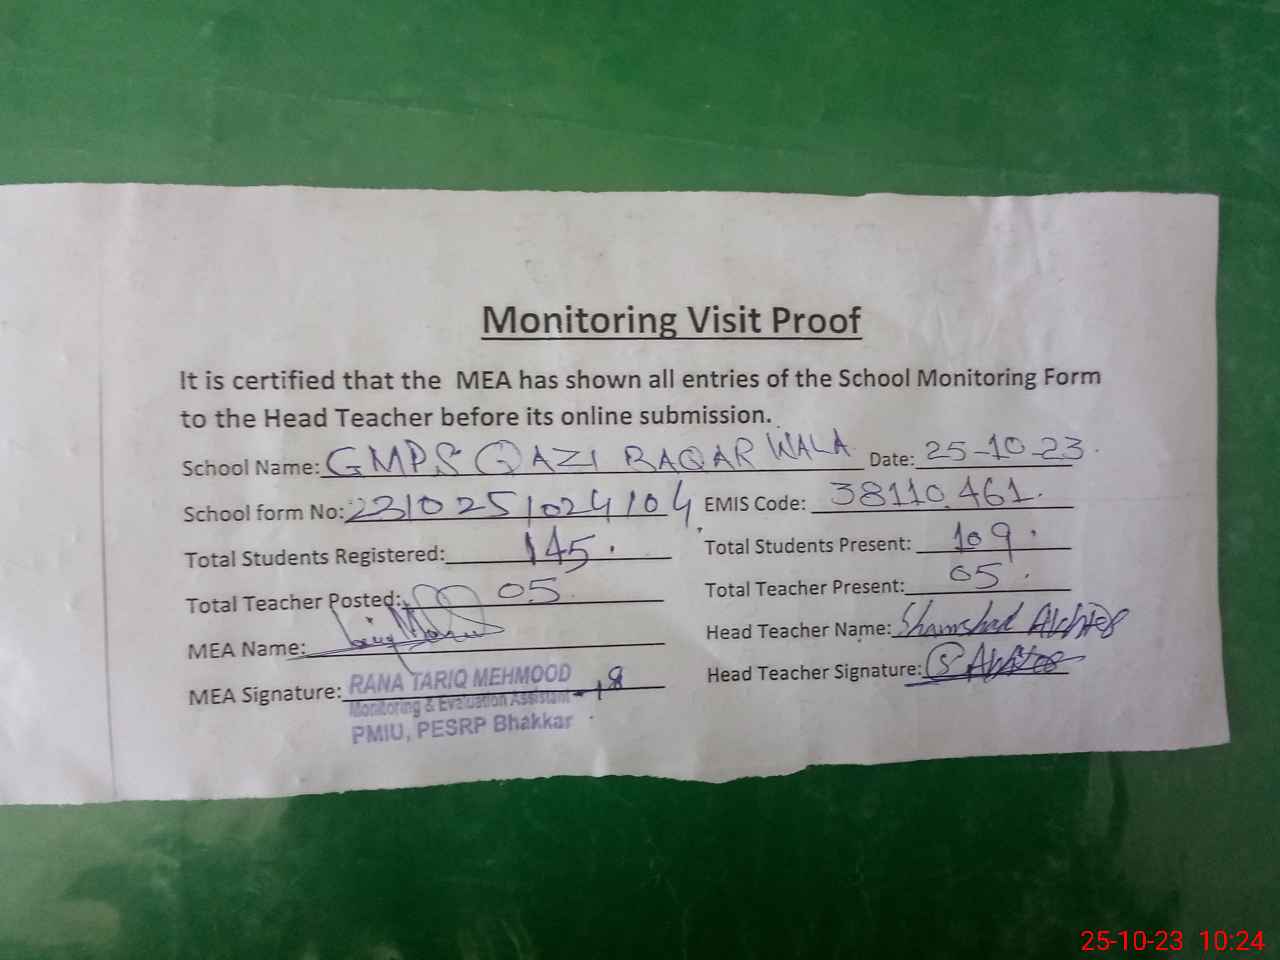 Monitoring Visit Proof
It is certified that the MEA has shown all entries of the School Monitoring Form
to the Head Teacher before its online submission.
School Name: GMPS QAZI BAQAR WALA Date: 25-10-23.
School form No: 2310251024104 EMIS Code: 38110461.
Total Students Registered: 145. Total Students Present: 109.
Total Teacher Posted: 05. Total Teacher Present: 05.
MEA Name: Head Teacher Name: Shamshad Akhter
MEA Signature: RANA TARIQ MEHMOOD Head Teacher Signature: S Akhter
Monitoring & Evaluation Assistant - 18
PMIU, PESRP Bhakkar
25-10-23 10:24